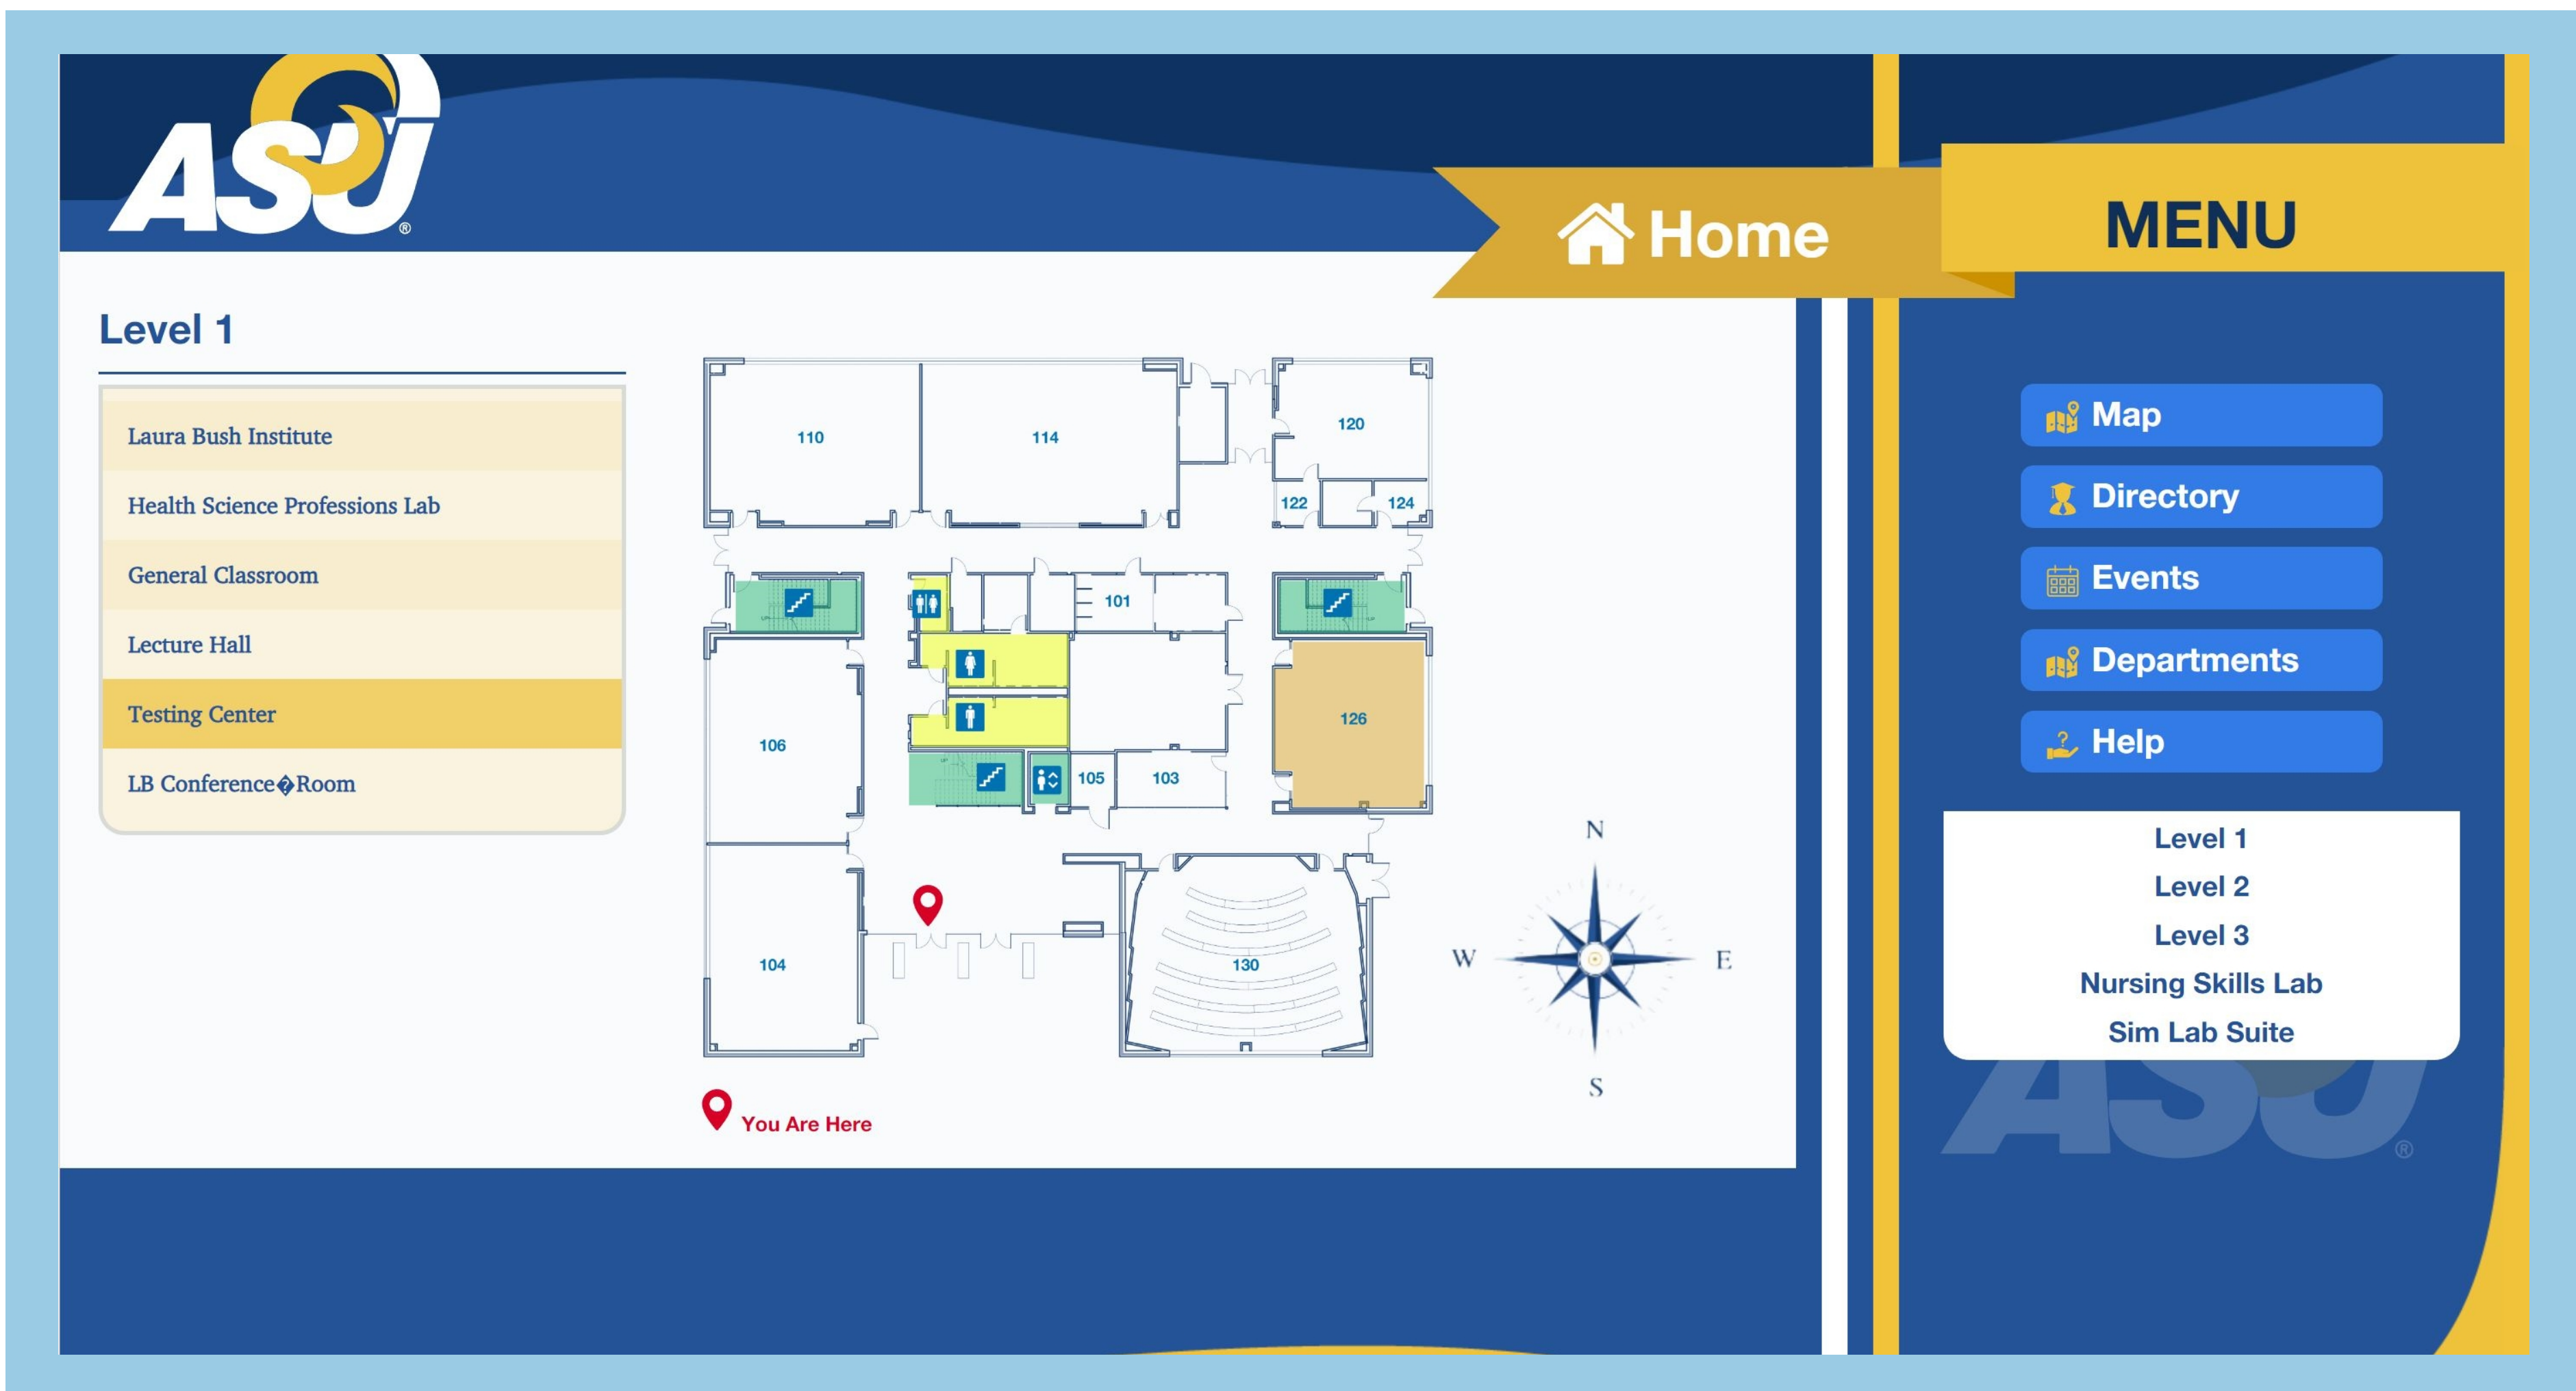 ASU
®
Home
MENU
Level 1
Laura Bush Institute
Health Science Professions Lab
General Classroom
Lecture Hall
Testing Center
LB Conference�Room
110
114
120
122
124
101
106
126
105
103
104
130
N
W
E
S
You Are Here
Map
Directory
Events
Departments
Help
Level 1
Level 2
Level 3
Nursing Skills Lab
Sim Lab Suite
ASU
®